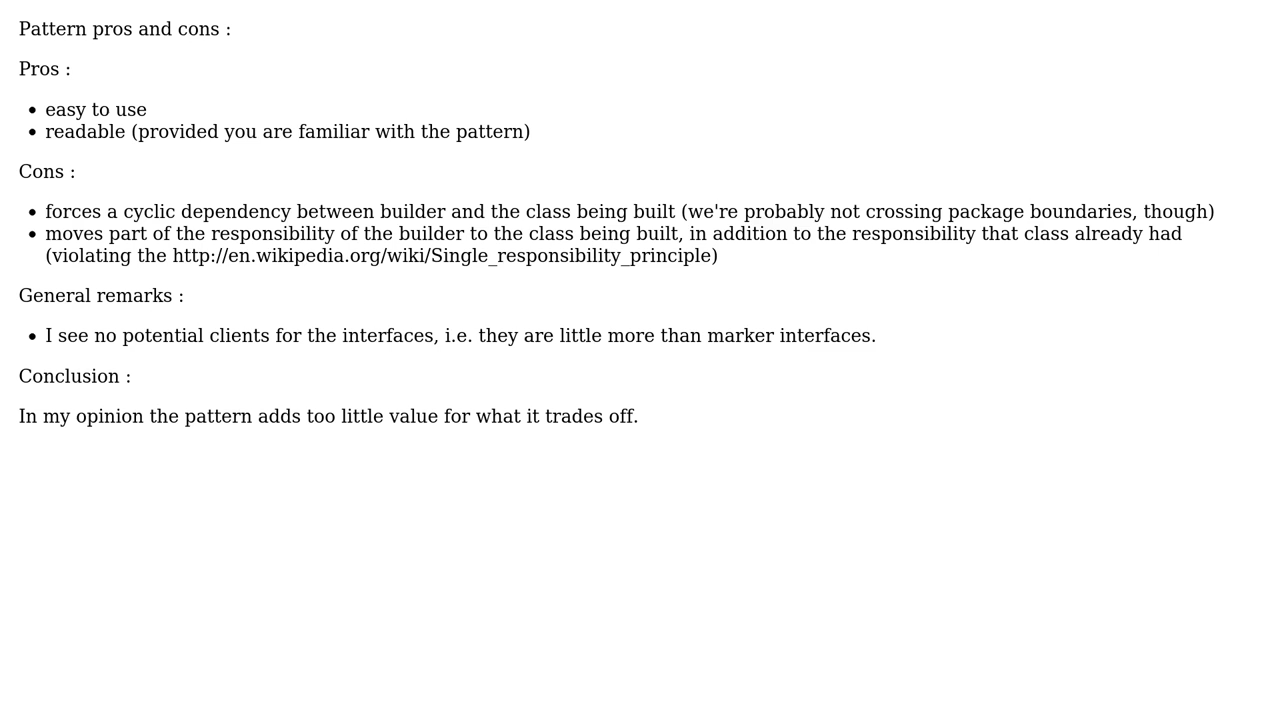 Pattern pros and cons :
Pros :
• easy to use
• readable (provided you are familiar with the pattern)
Cons :
• forces a cyclic dependency between builder and the class being built (we're probably not crossing package boundaries, though)
• moves part of the responsibility of the builder to the class being built, in addition to the responsibility that class already had
(violating the http://en.wikipedia.org/wiki/Single_responsibility_principle)
General remarks :
• I see no potential clients for the interfaces, i.e. they are little more than marker interfaces.
Conclusion :
In my opinion the pattern adds too little value for what it trades off.